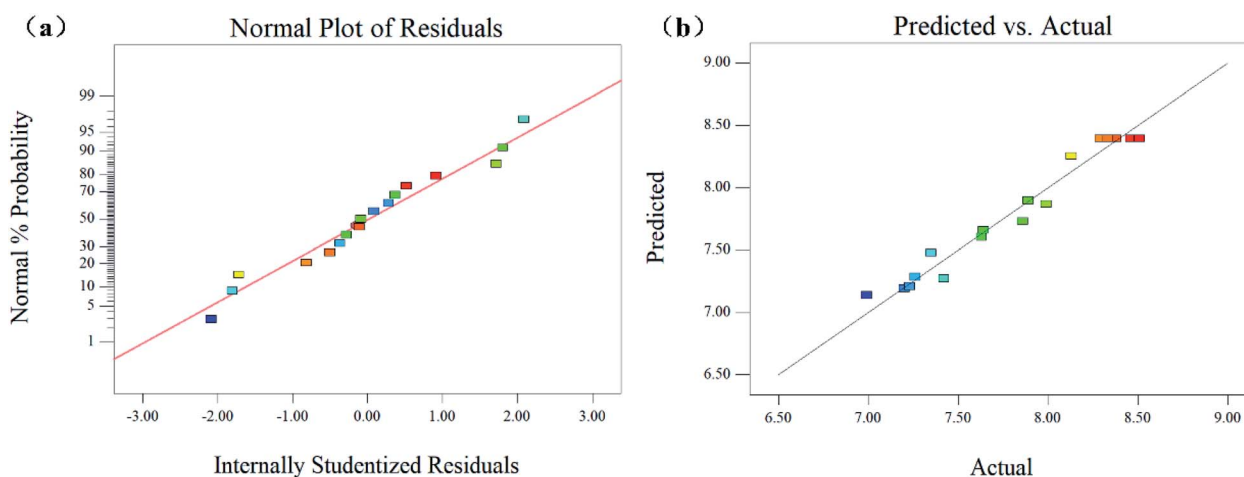 (a)
Normal Plot of Residuals
Normal % Probability
99
95
90
80
70
50
30
20
10
5
1
-3.00 -2.00 -1.00 0.00 1.00 2.00 3.00
Internally Studentized Residuals
(b)
Predicted vs. Actual
Predicted
9.00
8.50
8.00
7.50
7.00
6.50
6.50 7.00 7.50 8.00 8.50 9.00
Actual